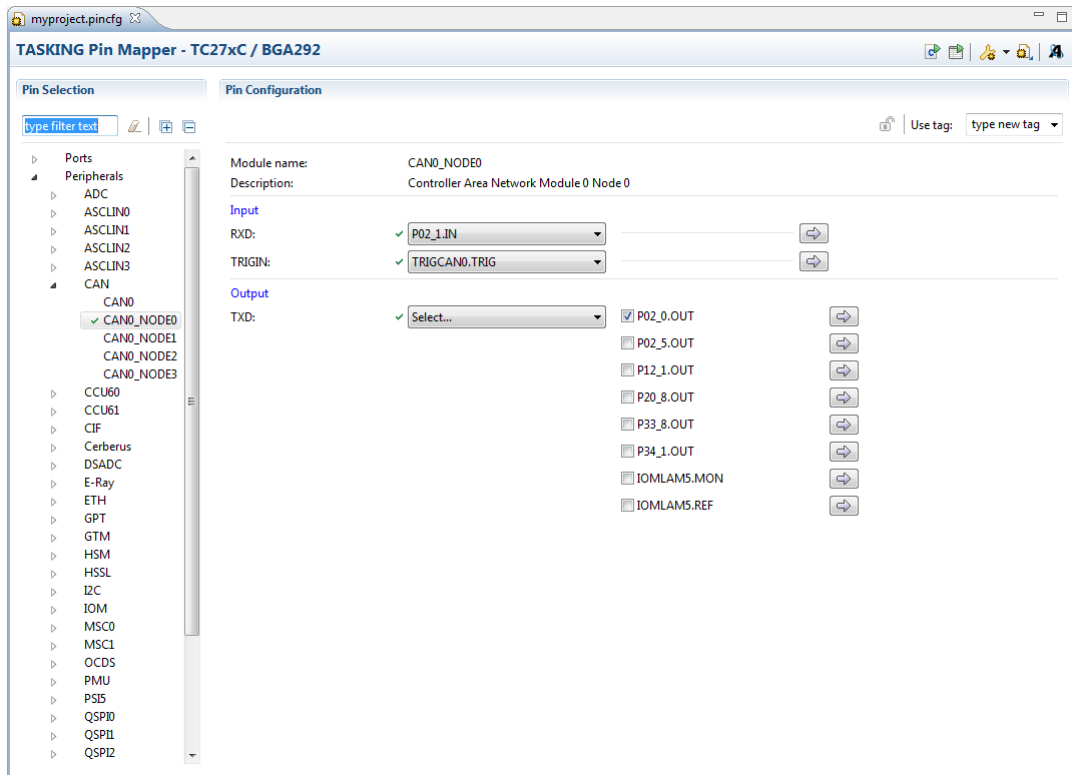 myproject.pincfg
TASKING Pin Mapper - TC27xC / BGA292
Pin Selection
type filter text
Ports
Peripherals
ADC
ASCLIN0
ASCLIN1
ASCLIN2
ASCLIN3
CAN
CAN0
CAN0_NODE0
CAN0_NODE1
CAN0_NODE2
CAN0_NODE3
CCU60
CCU61
CIF
Cerberus
DSADC
E-Ray
ETH
GPT
GTM
HSM
HSSL
I2C
IOM
MSC0
MSC1
OCDS
PMU
PSI5
QSPI0
QSPI1
QSPI2
Pin Configuration
Use tag: type new tag
Module name: CAN0_NODE0
Description: Controller Area Network Module 0 Node 0
Input
RXD: P02_1.IN
TRIGIN: TRIGCAN0.TRIG
Output
TXD: Select... P02_0.OUT
P02_5.OUT
P12_1.OUT
P20_8.OUT
P33_8.OUT
P34_1.OUT
IOMLAM5.MON
IOMLAM5.REF